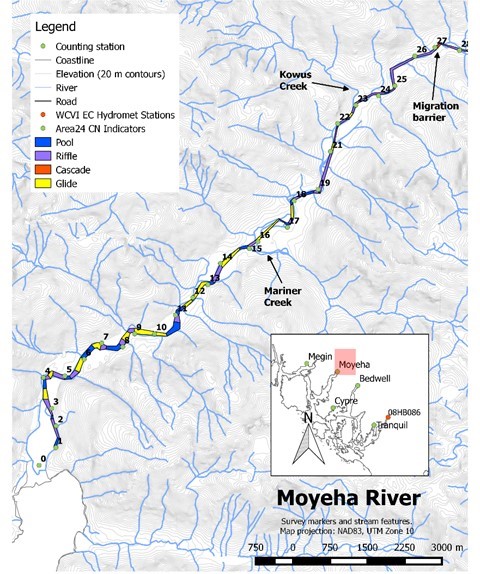 Legend
Counting station
Coastline
Elevation (20 m contours)
River
Road
WCVI EC Hydromet Stations
Area24 CN Indicators
Pool
Riffle
Cascade
Glide
26
27
28
Kowus
Creek
25
24
23
Migration
barrier
22
21
19
18
17
16
15
14
Mariner
Creek
13
12
11
10
9
8
7
6
5
4
3
2
1
0
Megin
Moyeha
Bedwell
Cypre
08HB086
Tranquil
N
Moyeha River
Survey markers and stream features.
Map projection: NAD83, UTM Zone 10
750 0 750 1500 2250 3000 m